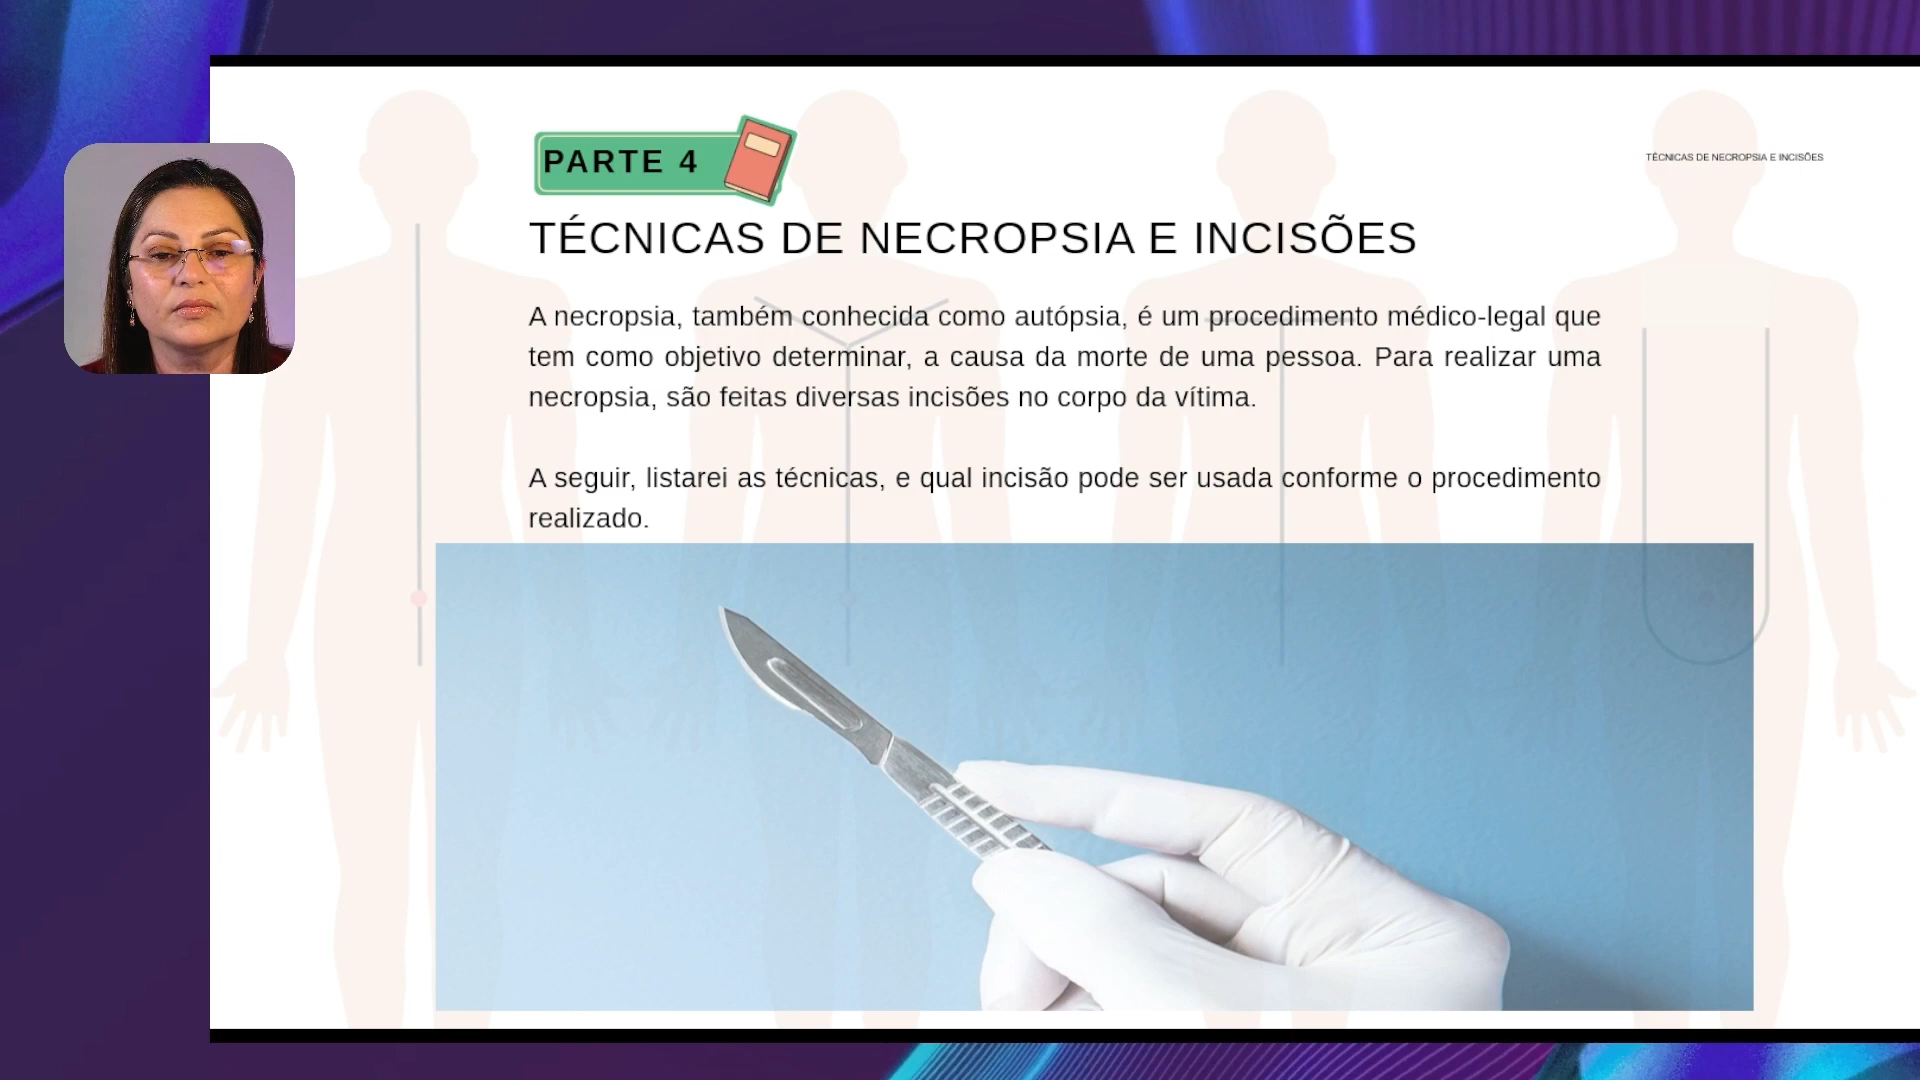 PARTE 4
TÉCNICAS DE NECROPSIA E INCISÕES
TÉCNICAS DE NECROPSIA E INCISÕES
A necropsia, também conhecida como autópsia, é um procedimento médico-legal que
tem como objetivo determinar, a causa da morte de uma pessoa. Para realizar uma
necropsia, são feitas diversas incisões no corpo da vítima.
A seguir, listarei as técnicas, e qual incisão pode ser usada conforme o procedimento
realizado.